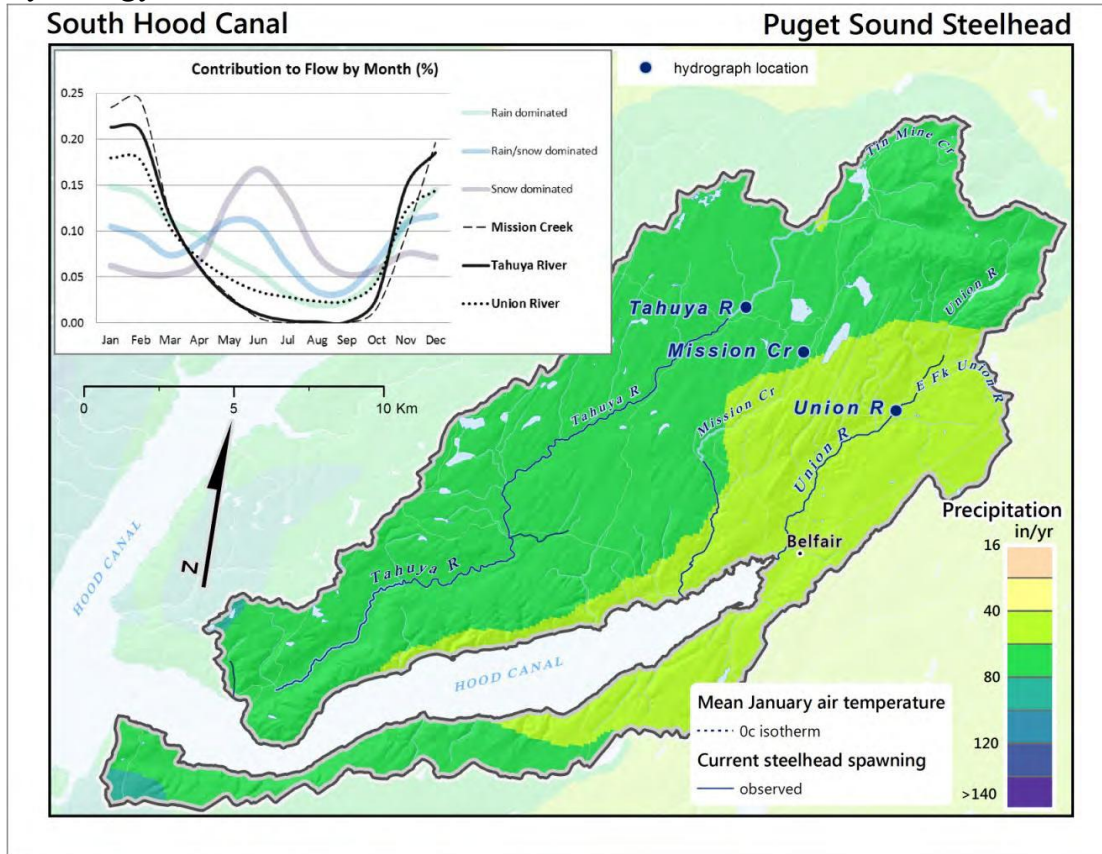 South Hood Canal
Puget Sound Steelhead
Contribution to Flow by Month (%)
0.25
0.20
0.15
0.10
0.05
0.00
Jan Feb Mar Apr May Jun Jul Aug Sep Oct Nov Dec
Rain dominated
Rain/snow dominated
Snow dominated
Mission Creek
Tahuya River
Union River
hydrograph location
0 5 10 Km
N
HOOD CANAL
Tin Mine Cr
Union R
Tahuya R
Mission Cr
E Fk Union R
Union R
Tahuya R
Mission Cr
Union R
Tahuya R
Belfair
HOOD CANAL
Precipitation
in/yr
16
40
80
120
>140
Mean January air temperature
0c isotherm
Current steelhead spawning
observed